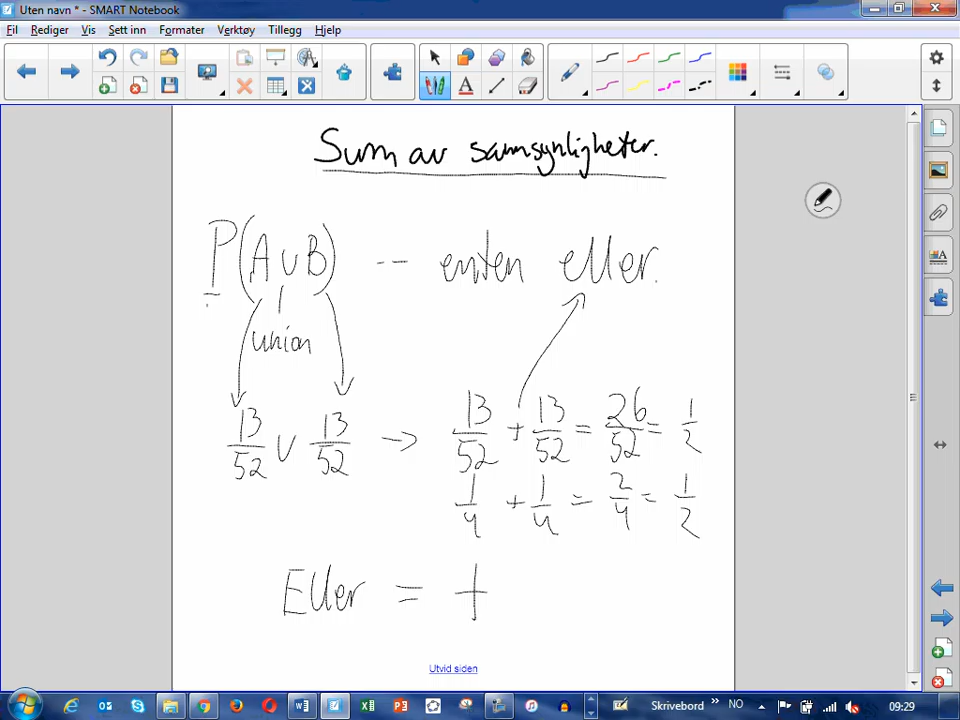 Uten navn * - SMART Notebook
Fil Rediger Vis Sett inn Formater Verktøy Tillegg Hjelp
Sum av sannsynligheter.
P(A∪B) -- enten eller.
union
13/52 ∪ 13/52 → 13/52 + 13/52 = 26/52 = 1/2
1/4 + 1/4 = 2/4 = 1/2
Eller = +
Utvid siden
Skrivebord » NO 09:29